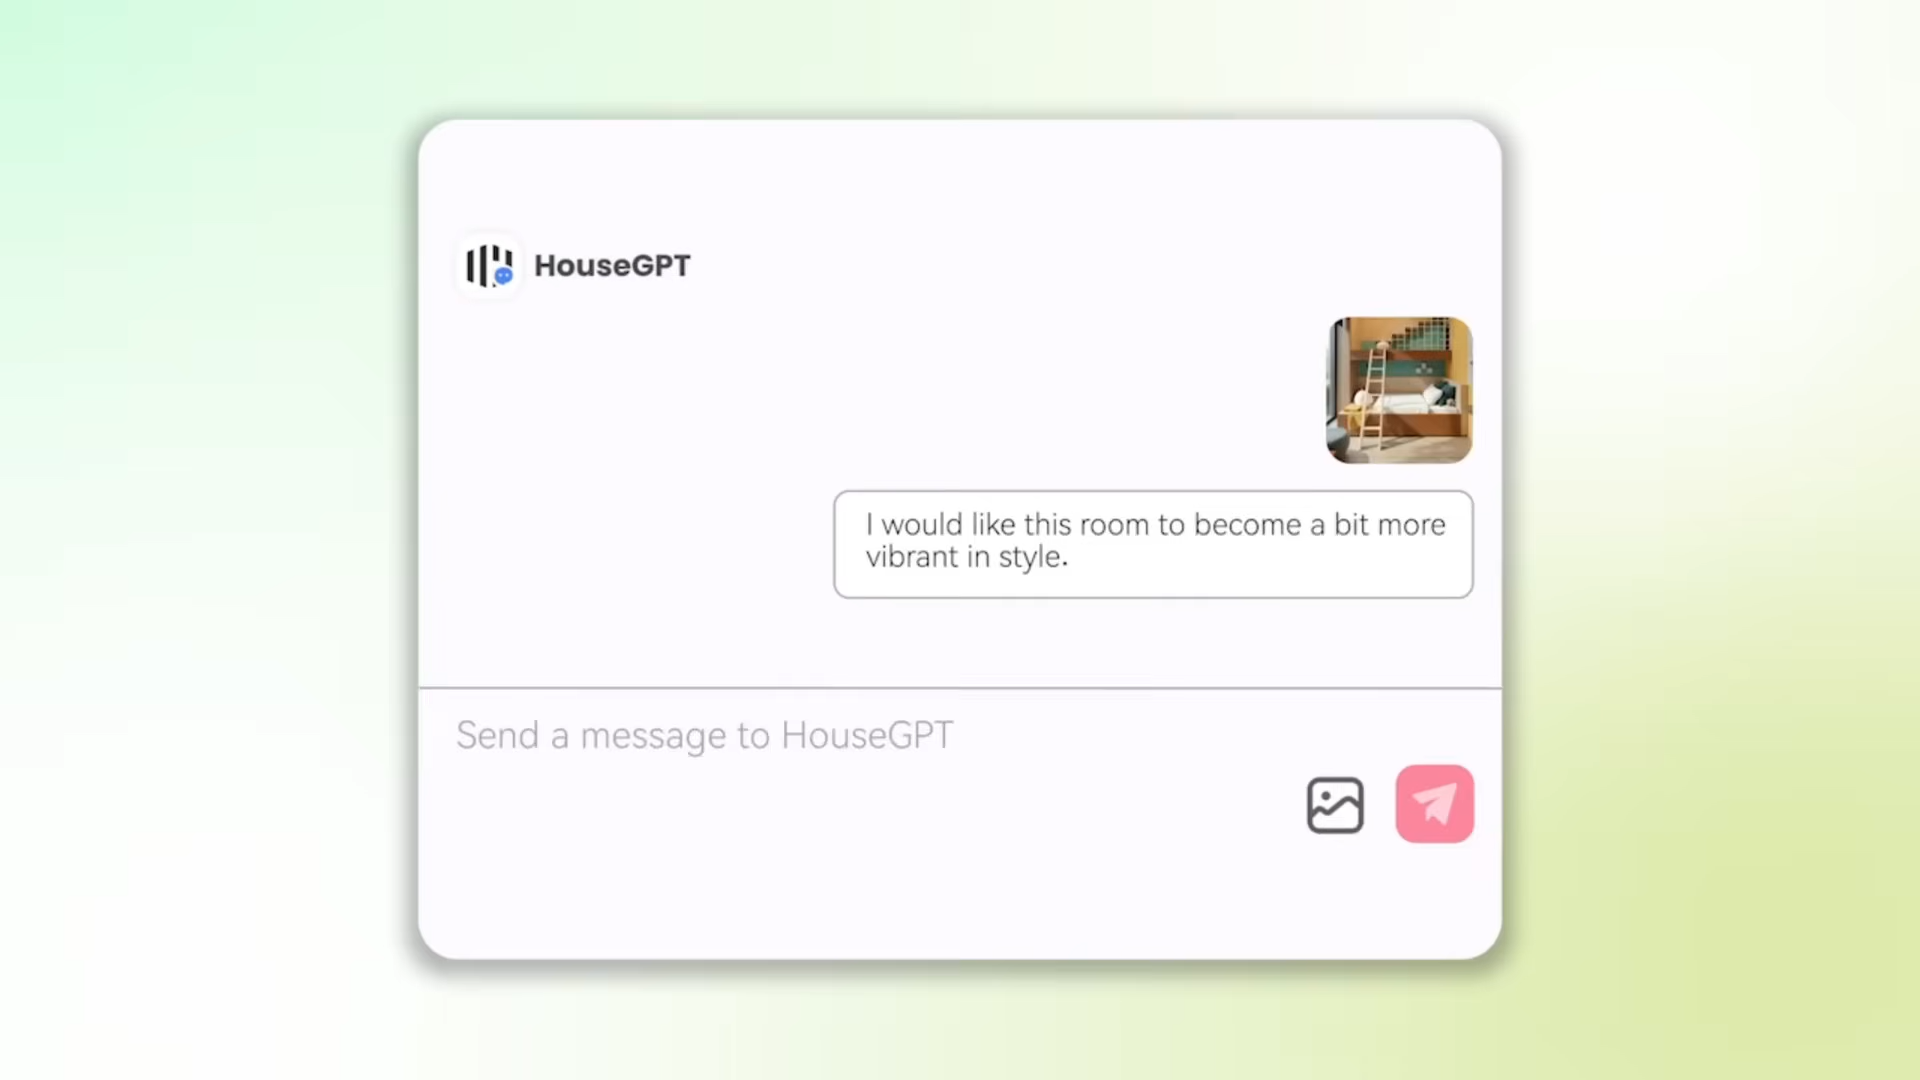 HouseGPT
I would like this room to become a bit more
vibrant in style.
Send a message to HouseGPT